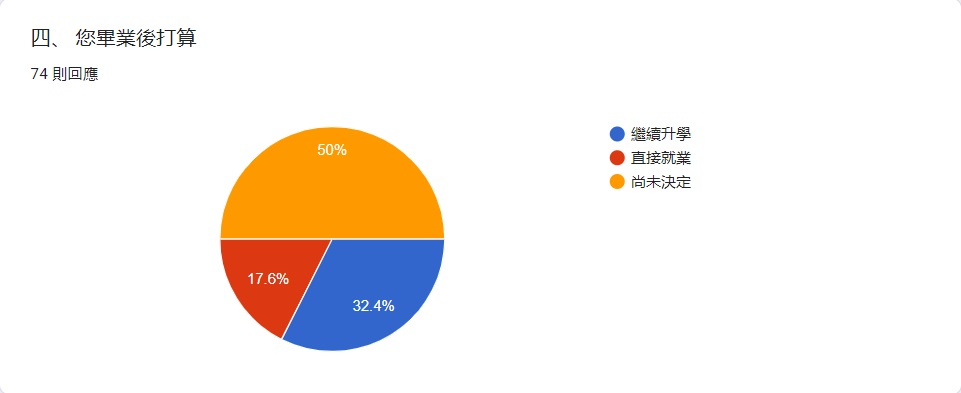 四、 您畢業後打算
74 則回應
50%
17.6%
32.4%
繼續升學
直接就業
尚未決定